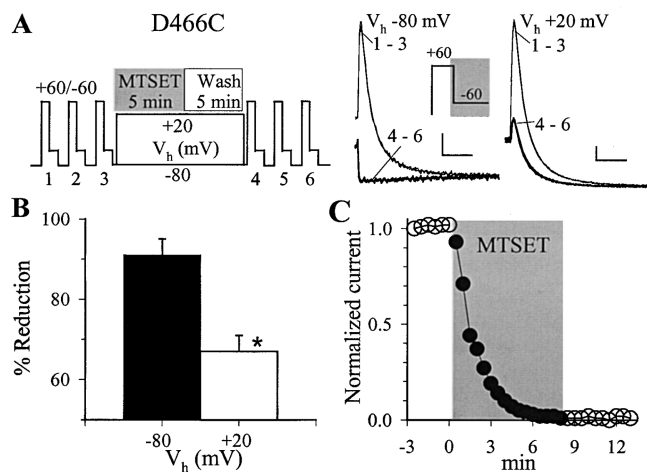 A
D466C
+60/-60
MTSET
5 min
Wash
5 min
+20
Vh (mV)
-80
1 2 3 4 5 6
Vh -80 mV
1 - 3
+60
-60
4 - 6
Vh +20 mV
1 - 3
4 - 6
B
% Reduction
100
80
60
-80 +20
Vh (mV)
*
C
Normalized current
1.0
0.5
0.0
MTSET
-3 0 3 6 9 12
min